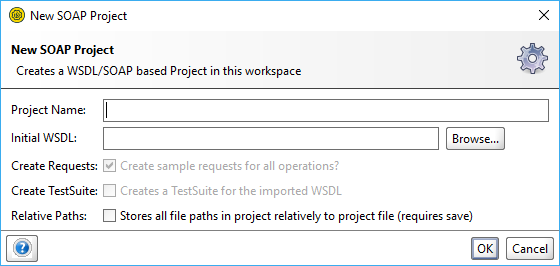 New SOAP Project
New SOAP Project
Creates a WSDL/SOAP based Project in this workspace
Project Name:
Initial WSDL: Browse...
Create Requests: Create sample requests for all operations?
Create TestSuite: Creates a TestSuite for the imported WSDL
Relative Paths: Stores all file paths in project relatively to project file (requires save)
? OK Cancel